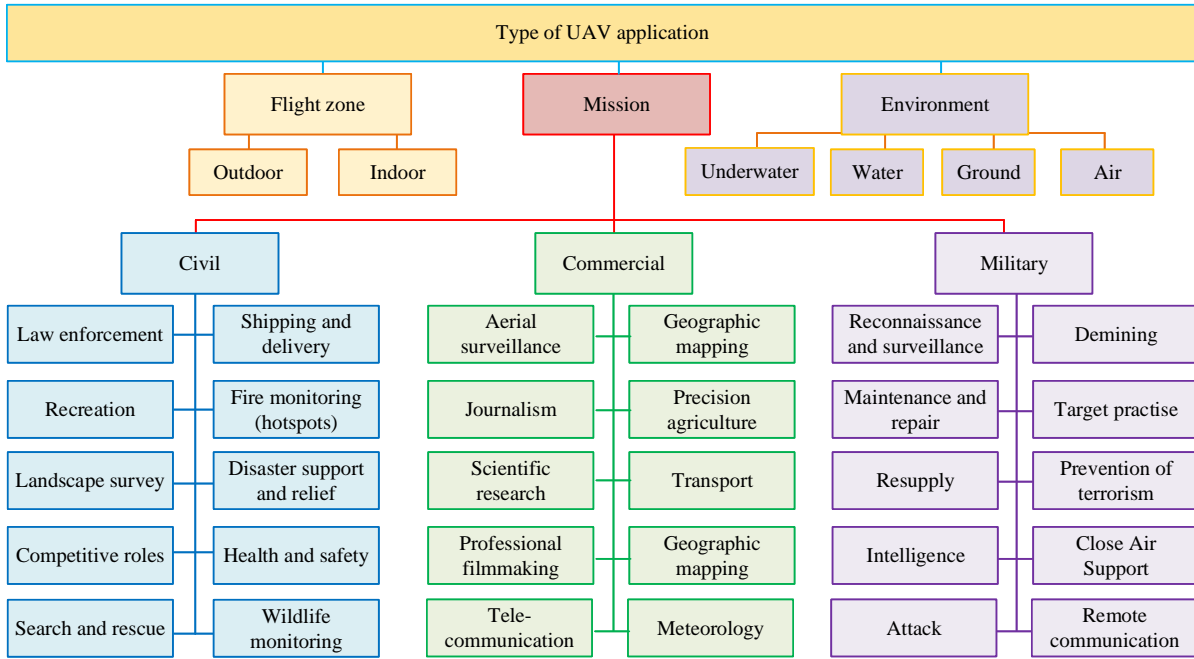 Type of UAV application
Flight zone
Mission
Environment
Outdoor
Indoor
Underwater
Water
Ground
Air
Civil
Commercial
Military
Law enforcement
Shipping and
delivery
Recreation
Fire monitoring
(hotspots)
Landscape survey
Disaster support
and relief
Competitive roles
Health and safety
Search and rescue
Wildlife
monitoring
Aerial
surveillance
Geographic
mapping
Journalism
Precision
agriculture
Scientific
research
Transport
Professional
filmmaking
Geographic
mapping
Tele-
communication
Meteorology
Reconnaissance
and surveillance
Demining
Maintenance and
repair
Target practise
Resupply
Prevention of
terrorism
Intelligence
Close Air
Support
Attack
Remote
communication